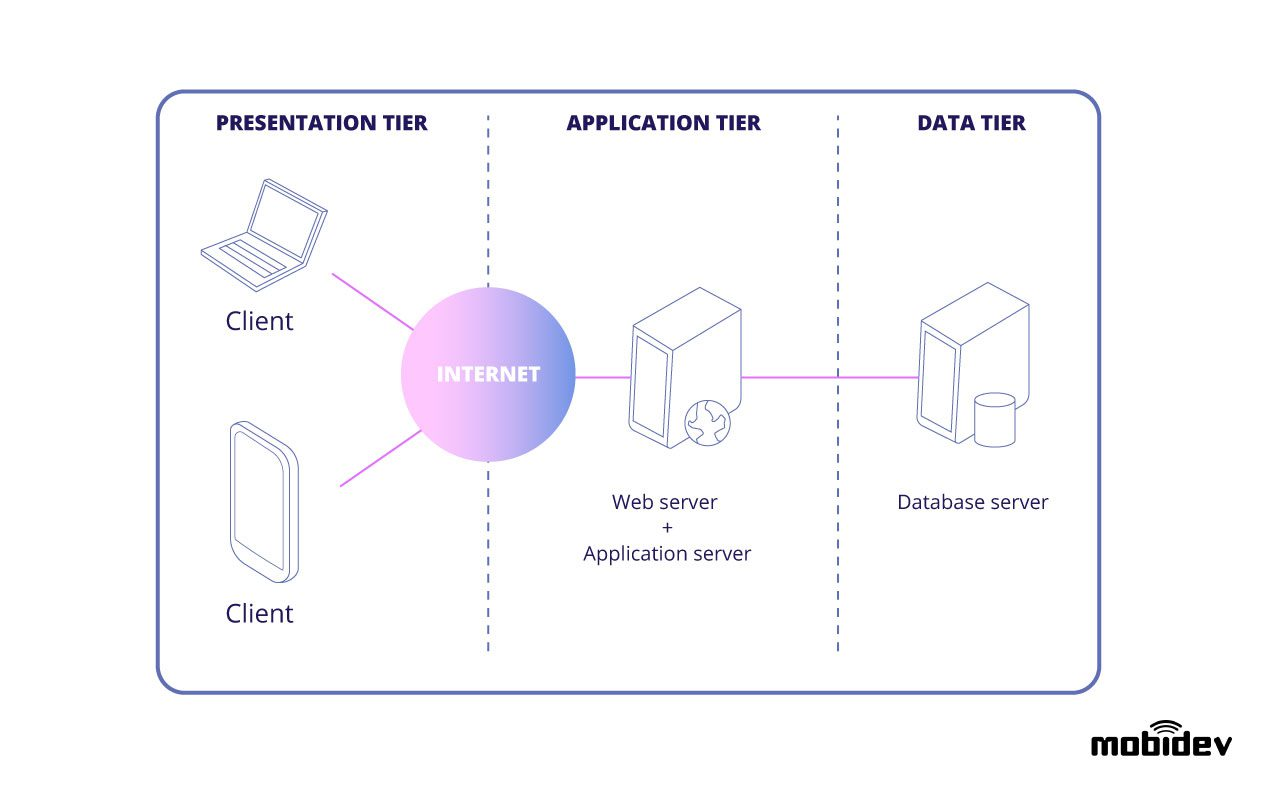 PRESENTATION TIER
APPLICATION TIER
DATA TIER
Client
INTERNET
Client
Web server
+
Application server
Database server
mobidev